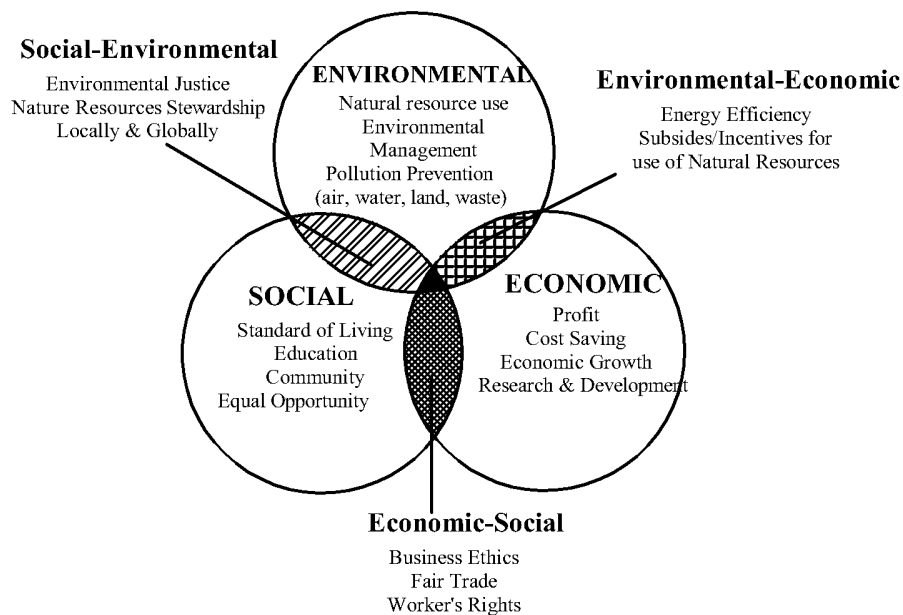 Social-Environmental
Environmental Justice
Nature Resources Stewardship
Locally & Globally
ENVIRONMENTAL
Natural resource use
Environmental
Management
Pollution Prevention
(air, water, land, waste)
Environmental-Economic
Energy Efficiency
Subsides/Incentives for
use of Natural Resources
SOCIAL
Standard of Living
Education
Community
Equal Opportunity
ECONOMIC
Profit
Cost Saving
Economic Growth
Research & Development
Economic-Social
Business Ethics
Fair Trade
Worker's Rights